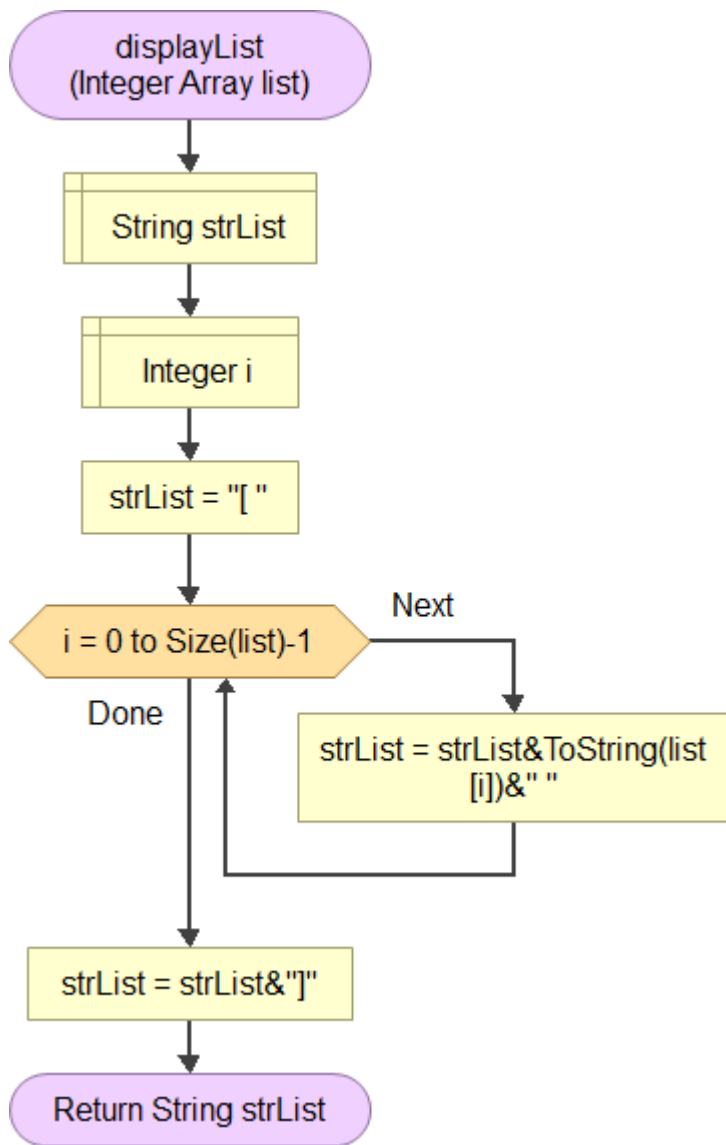 displayList
(Integer Array list)
String strList
Integer i
strList = "[ "
i = 0 to Size(list)-1
Next
Done
strList = strList&ToString(list
[i])&" "
strList = strList&"]"
Return String strList